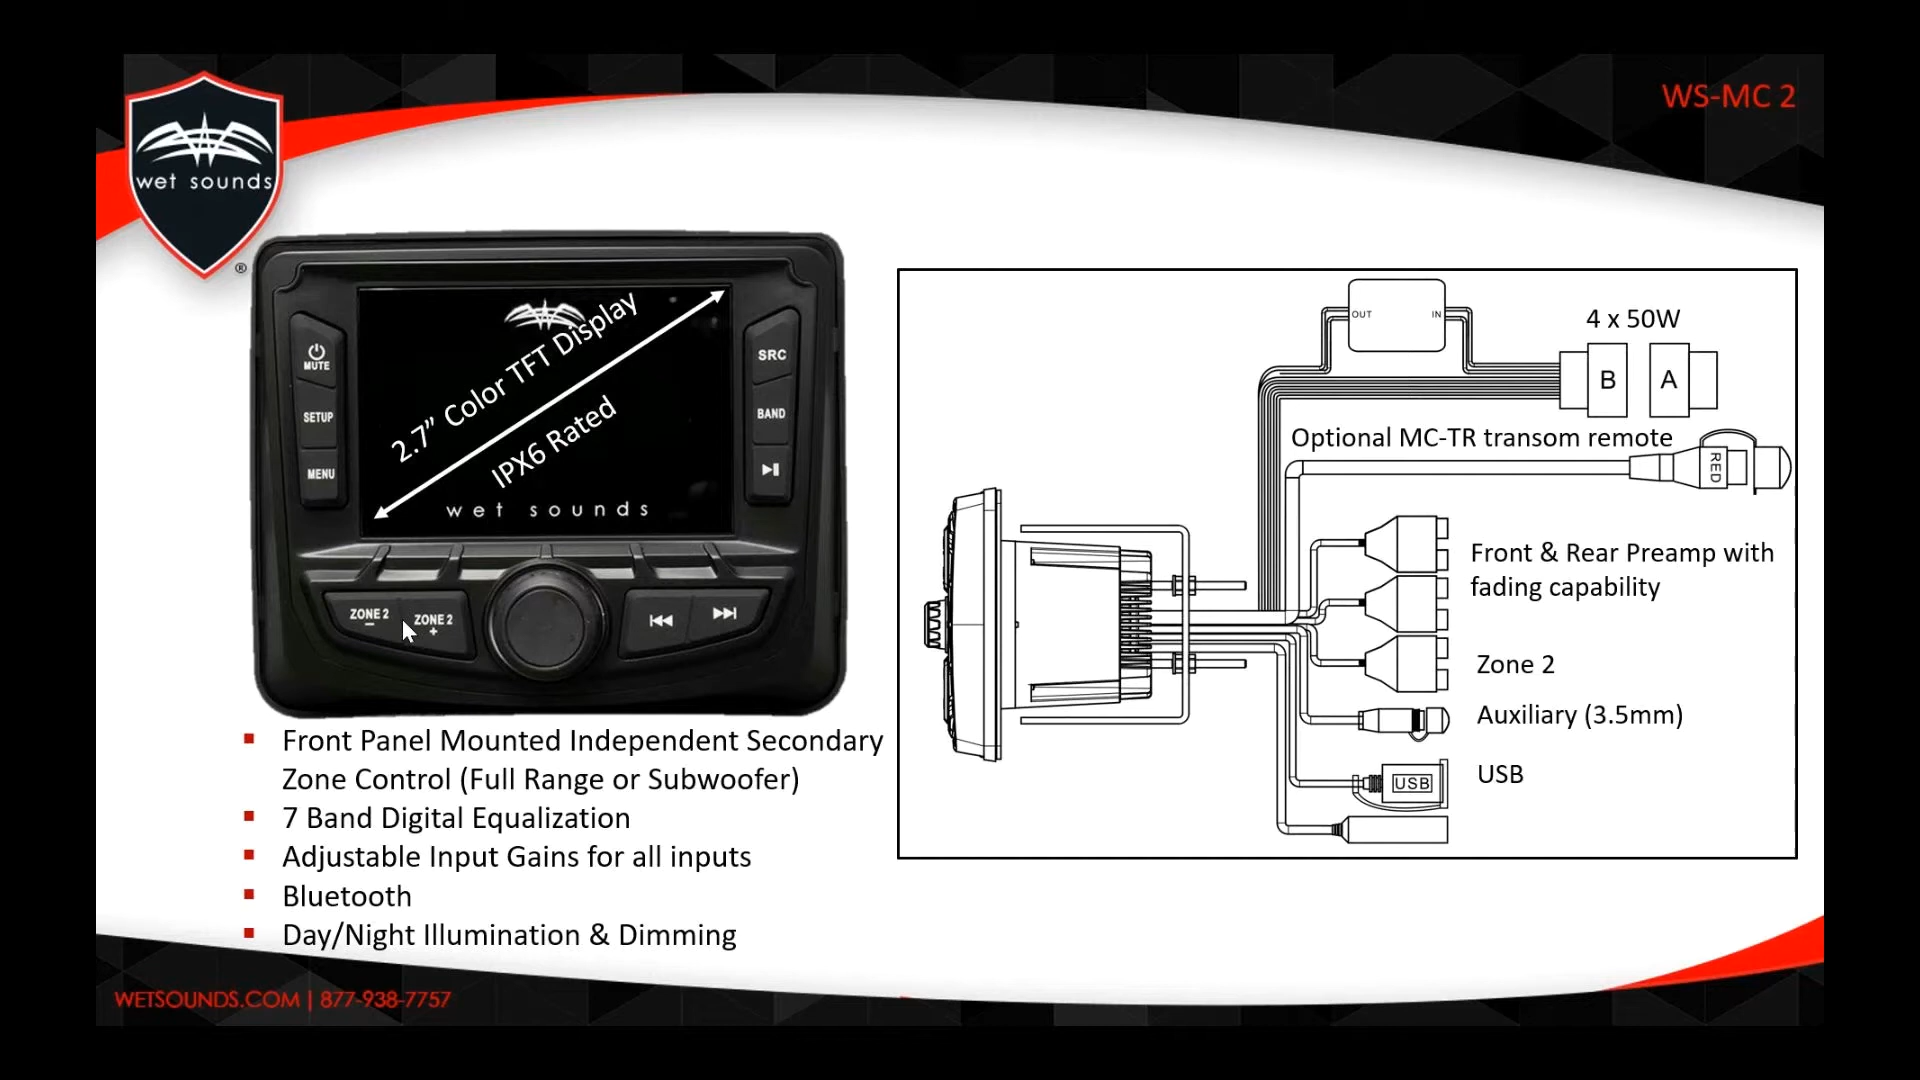 WS-MC 2
wet sounds
®
2.7” Color TFT Display
IPX6 Rated
wet sounds
MUTE
SETUP
MENU
SRC
BAND
ZONE 2
–
ZONE 2
+
Front Panel Mounted Independent Secondary
Zone Control (Full Range or Subwoofer)
7 Band Digital Equalization
Adjustable Input Gains for all inputs
Bluetooth
Day/Night Illumination & Dimming
OUT
IN
4 x 50W
B
A
Optional MC-TR transom remote
RED
Front & Rear Preamp with
fading capability
Zone 2
Auxiliary (3.5mm)
USB
USB
WETSOUNDS.COM | 877-938-7757